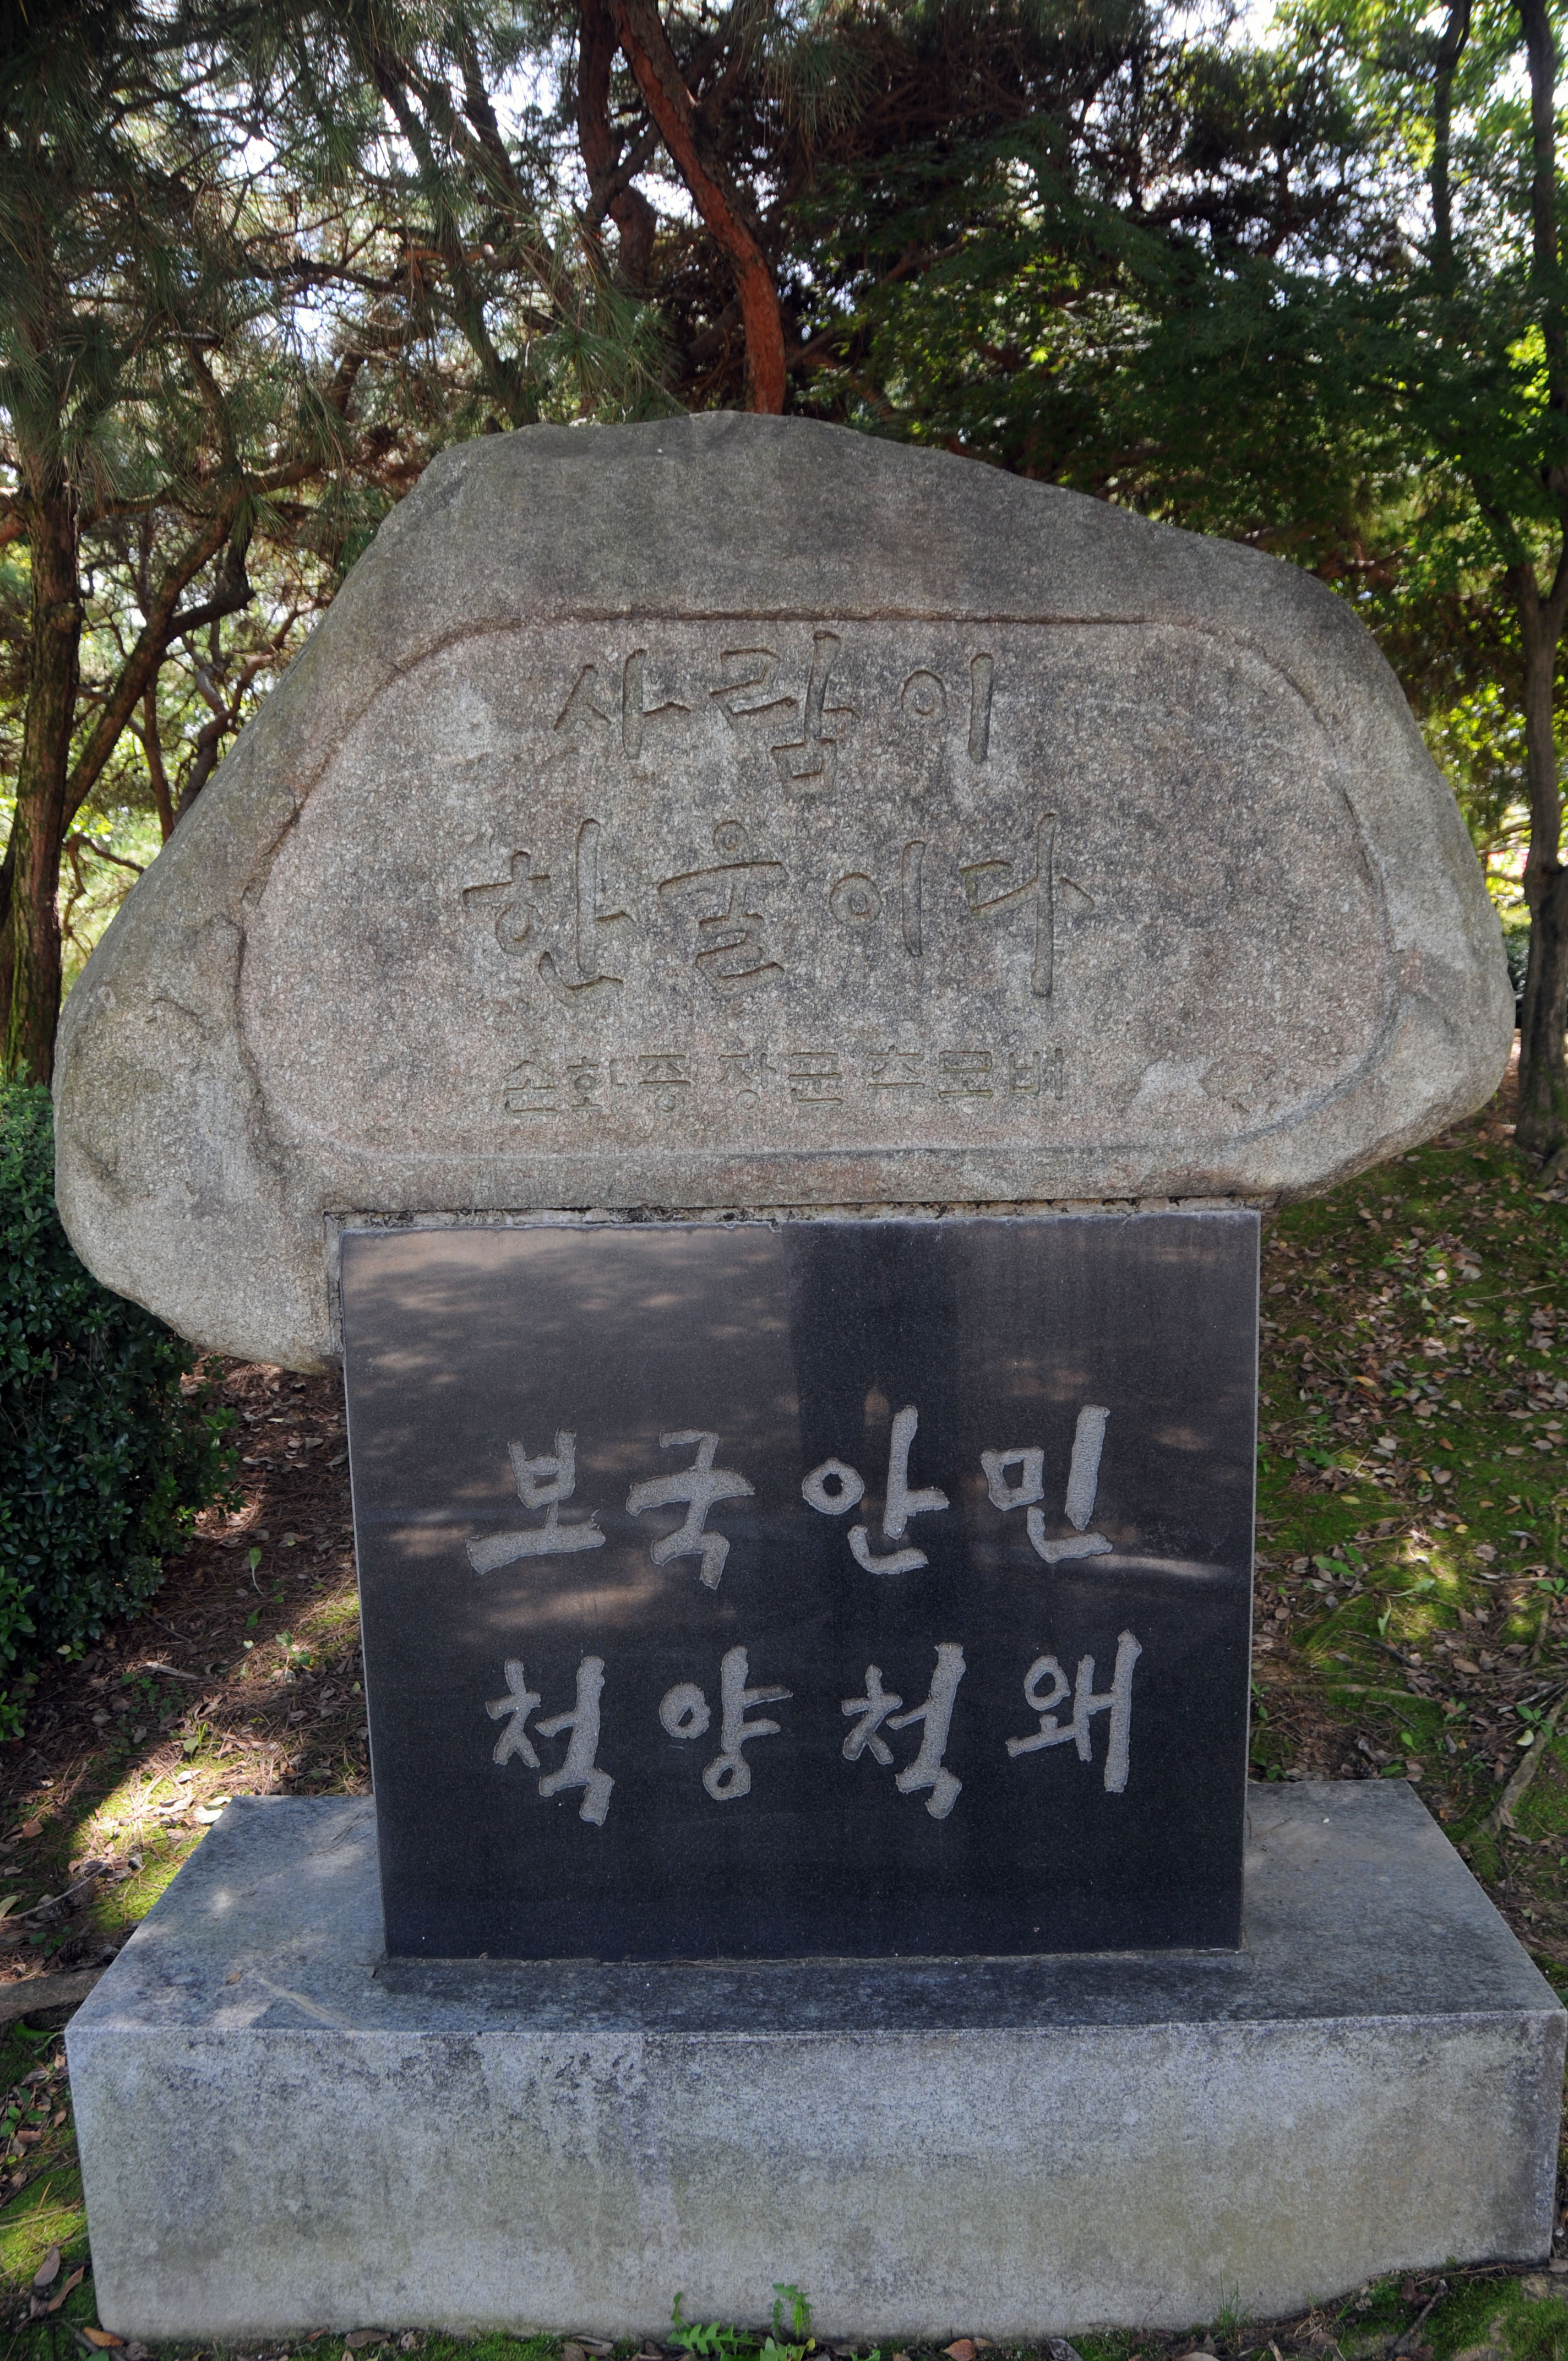 사람이
한울이다
손화중장군추모비
보국안민
척양척왜